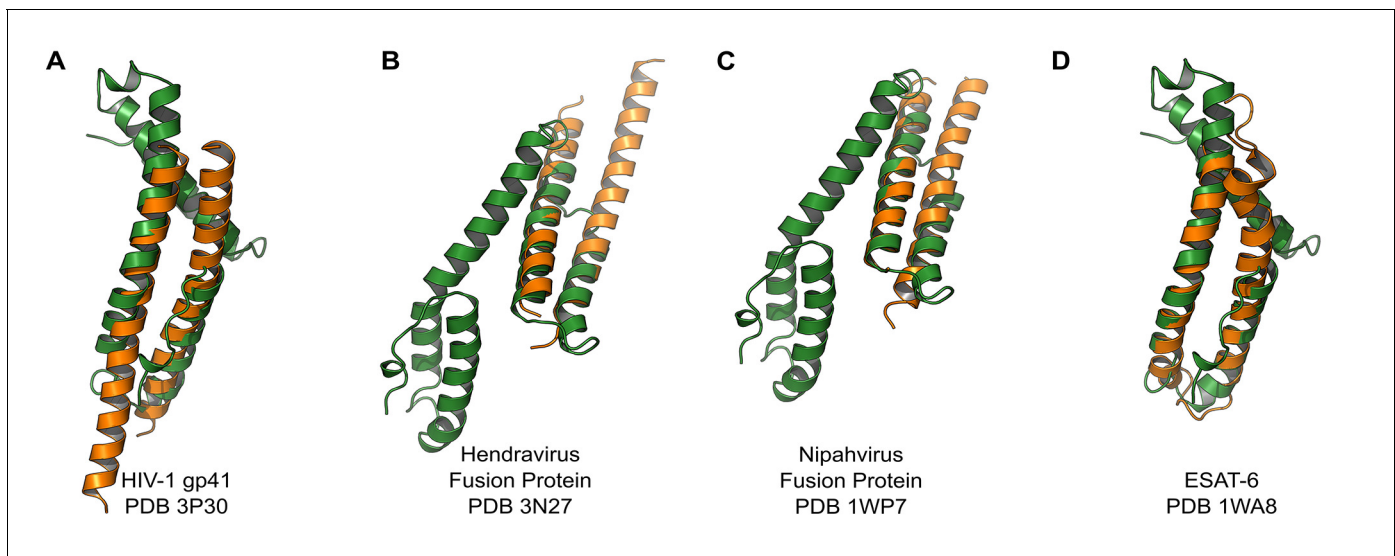 A
B
C
D
HIV-1 gp41
PDB 3P30
Hendravirus
Fusion Protein
PDB 3N27
Nipahvirus
Fusion Protein
PDB 1WP7
ESAT-6
PDB 1WA8